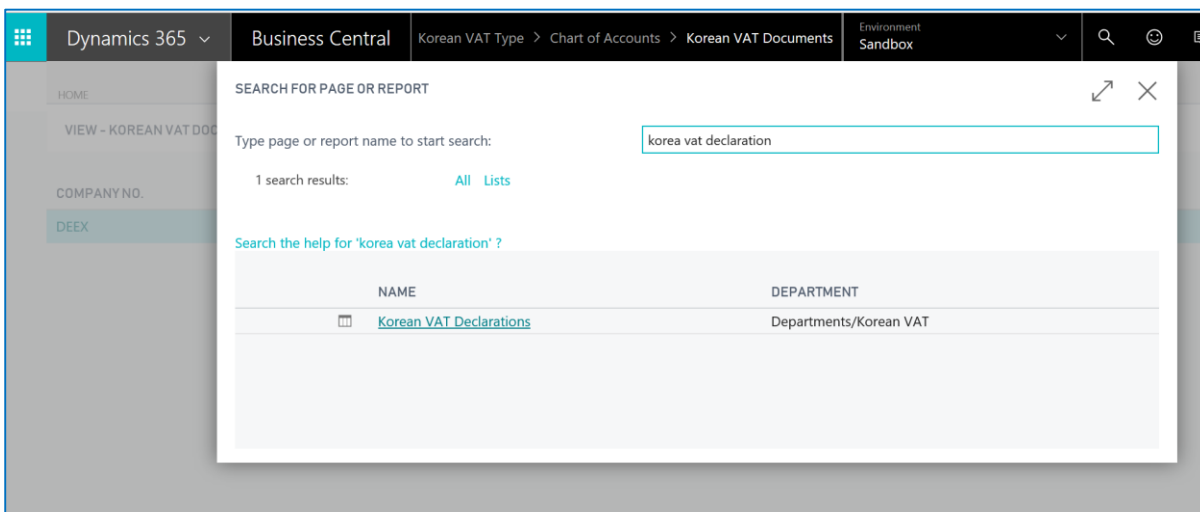 Dynamics 365 Business Central Korean VAT Type > Chart of Accounts > Korean VAT Documents Environment
Sandbox
HOME
SEARCH FOR PAGE OR REPORT
VIEW - KOREAN VAT DOC
Type page or report name to start search: korea vat declaration
1 search results: All Lists
COMPANY NO.
DEEX
Search the help for 'korea vat declaration' ?
NAME DEPARTMENT
Korean VAT Declarations Departments/Korean VAT